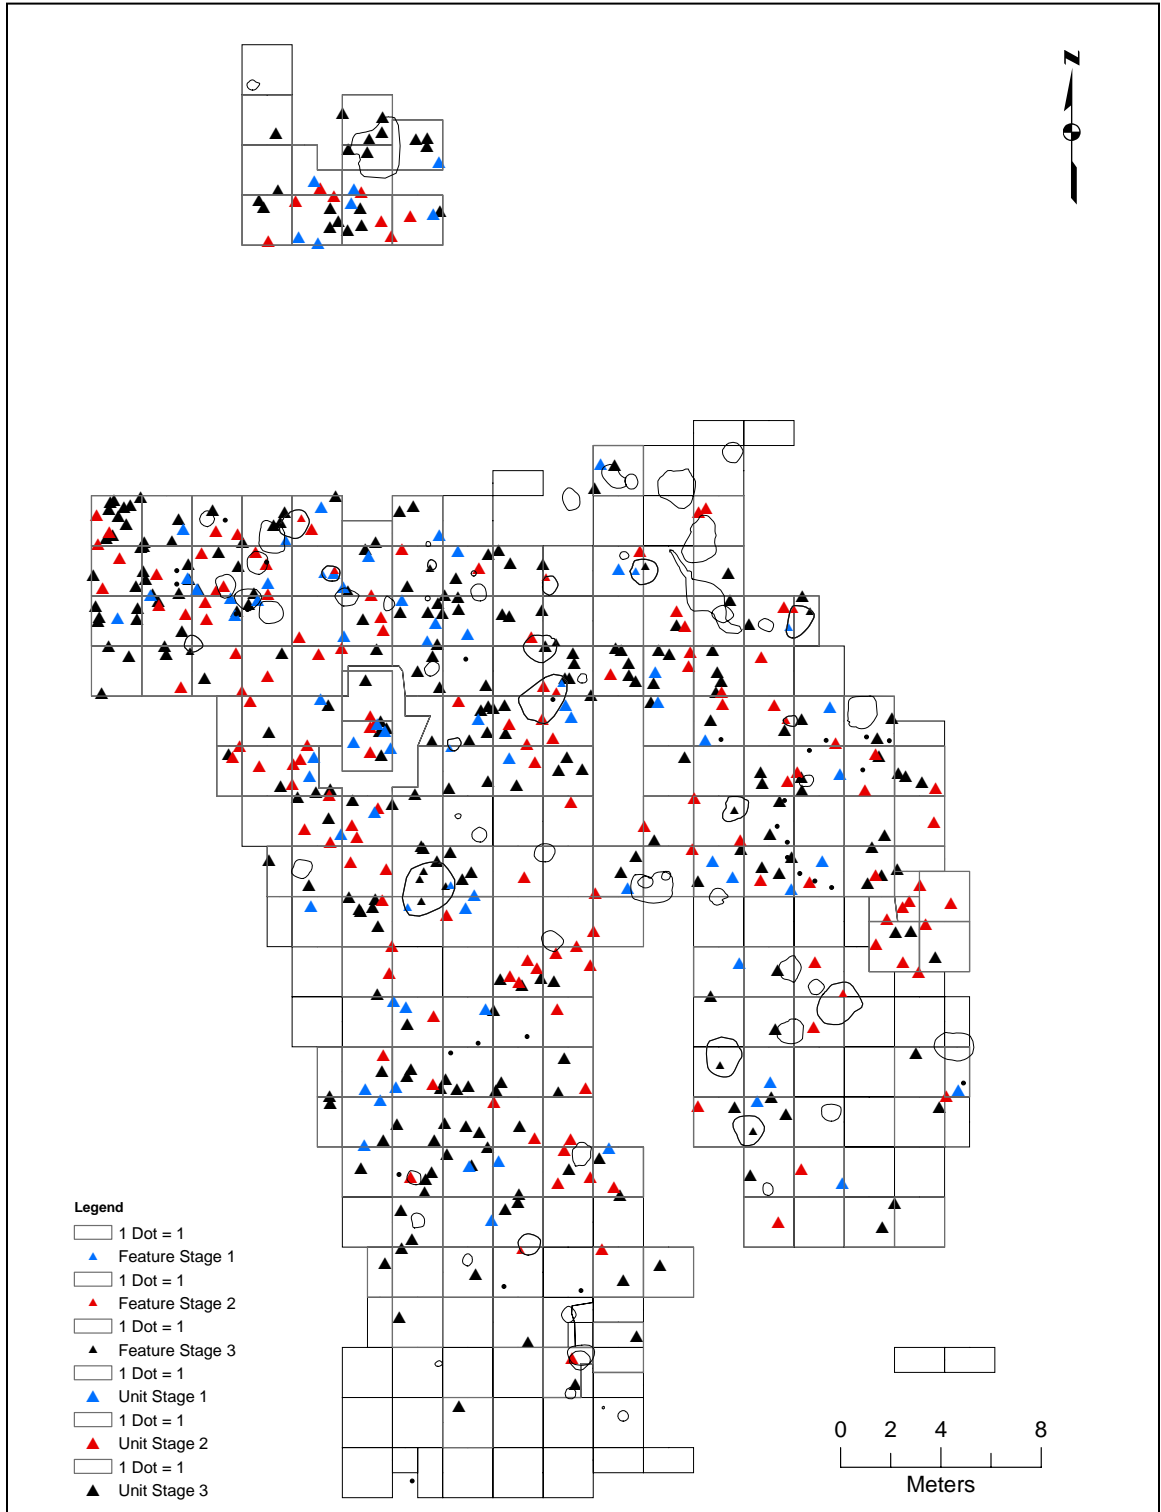 N
Legend
1 Dot = 1
Feature Stage 1
1 Dot = 1
Feature Stage 2
1 Dot = 1
Feature Stage 3
1 Dot = 1
Unit Stage 1
1 Dot = 1
Unit Stage 2
1 Dot = 1
Unit Stage 3
0 2 4 8
Meters